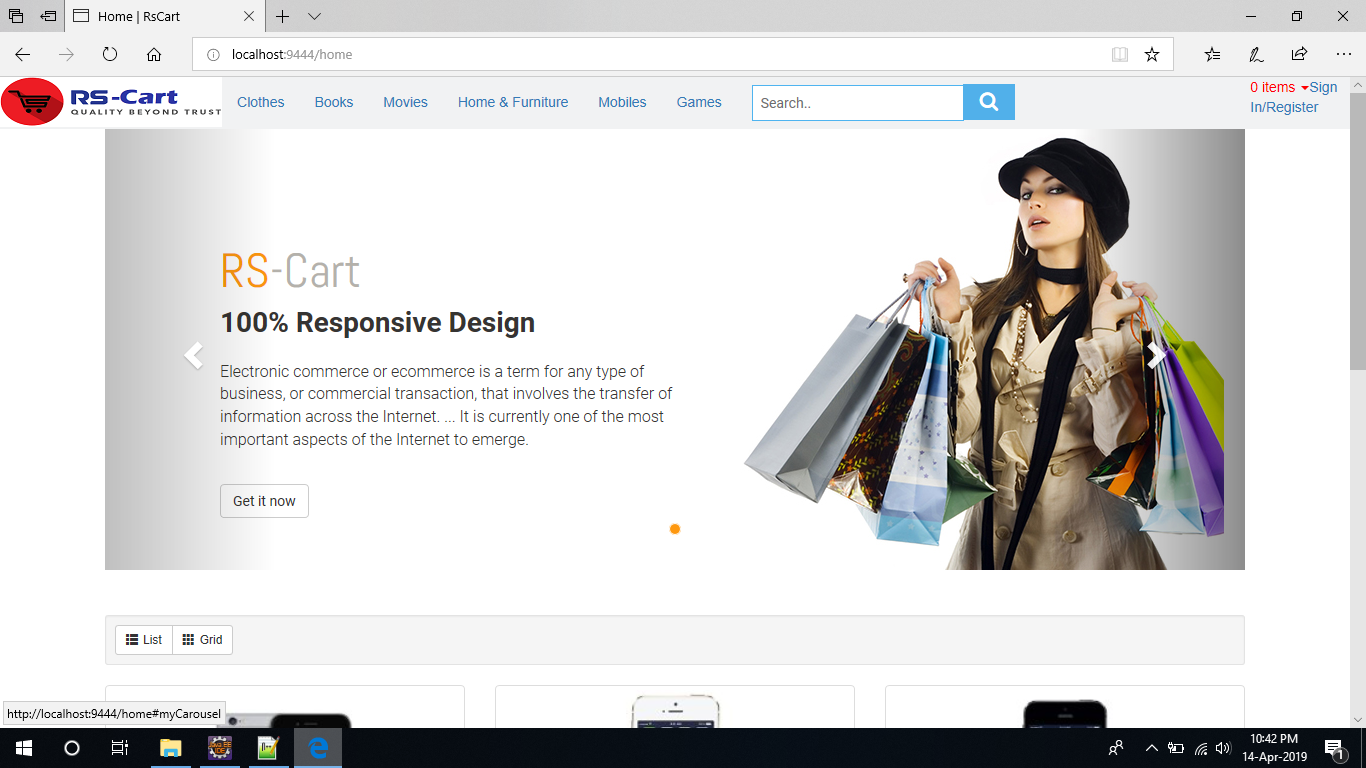 Home | RsCart
localhost:9444/home
RS-Cart
QUALITY BEYOND TRUST
Clothes
Books
Movies
Home & Furniture
Mobiles
Games
Search..
0 items Sign
In/Register
RS-Cart
100% Responsive Design
Electronic commerce or ecommerce is a term for any type of
business, or commercial transaction, that involves the transfer of
information across the Internet. ... It is currently one of the most
important aspects of the Internet to emerge.
Get it now
List
Grid
http://localhost:9444/home#myCarousel
10:42 PM
14-Apr-2019
1